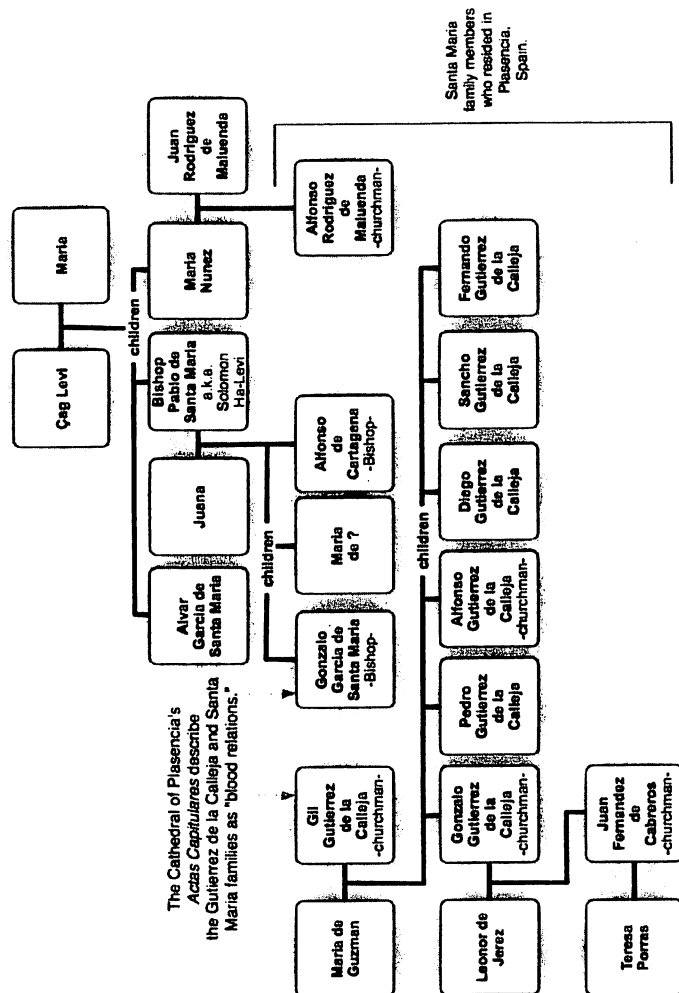 Çag Levi
Maria
children
Alvar
Garcia de
Santa Maria
Juana
Bishop
Pablo de
Santa Maria
a.k.a.
Solomon
Ha-Levi
Maria
Nunez
Juan
Rodriguez
de
Maluenda
The Cathedral of Plasencia's
Actas Capitulares describe
the Gutierrez de la Calleja and Santa
Maria families as "blood relations."
children
Gonzalo
Garcia de
Santa Maria
-Bishop-
Maria
de ?
Alfonso
de
Cartagena
-Bishop-
Alfonso
Rodriguez
de
Maluenda
-churchman-
Santa Maria
family members
who resided in
Plasencia,
Spain.
Maria de
Guzman
Gil
Gutierrez
de la
Calleja
-churchman-
children
Gonzalo
Gutierrez
de la
Calleja
-churchman-
Pedro
Gutierrez
de la
Calleja
Alfonso
Gutierrez
de la
Calleja
-churchman-
Diego
Gutierrez
de la
Calleja
Sancho
Gutierrez
de la
Calleja
Fernando
Gutierrez
de la
Calleja
Leonor de
Jerez
Teresa
Porras
Juan
Fernandez
de
Cabreros
-churchman-